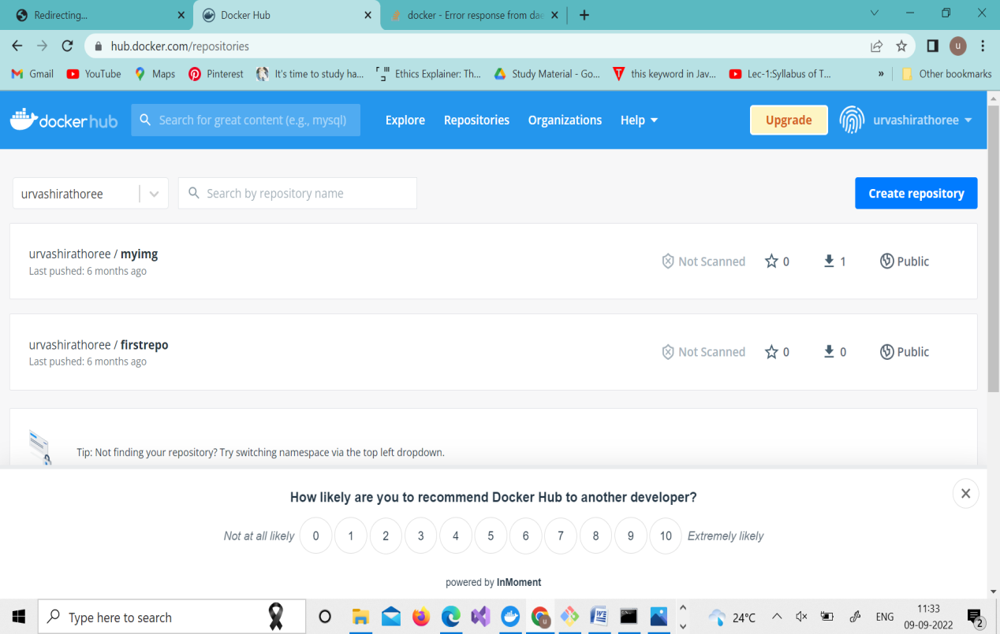 Redirecting...
Docker Hub
docker - Error response from dae
hub.docker.com/repositories
u
Gmail
YouTube
Maps
Pinterest
It's time to study ha...
Ethics Explainer: Th...
Study Material - Go...
this keyword in Jav...
Lec-1:Syllabus of T...
»
Other bookmarks
docker hub
Search for great content (e.g., mysql)
Explore
Repositories
Organizations
Help
Upgrade
urvashirathoree
urvashirathoree
Search by repository name
Create repository
urvashirathoree / myimg
Last pushed: 6 months ago
Not Scanned
0
1
Public
urvashirathoree / firstrepo
Last pushed: 6 months ago
Not Scanned
0
0
Public
Tip: Not finding your repository? Try switching namespace via the top left dropdown.
How likely are you to recommend Docker Hub to another developer?
Not at all likely 0 1 2 3 4 5 6 7 8 9 10 Extremely likely
powered by InMoment
Type here to search
24°C
ENG
11:33
09-09-2022
2